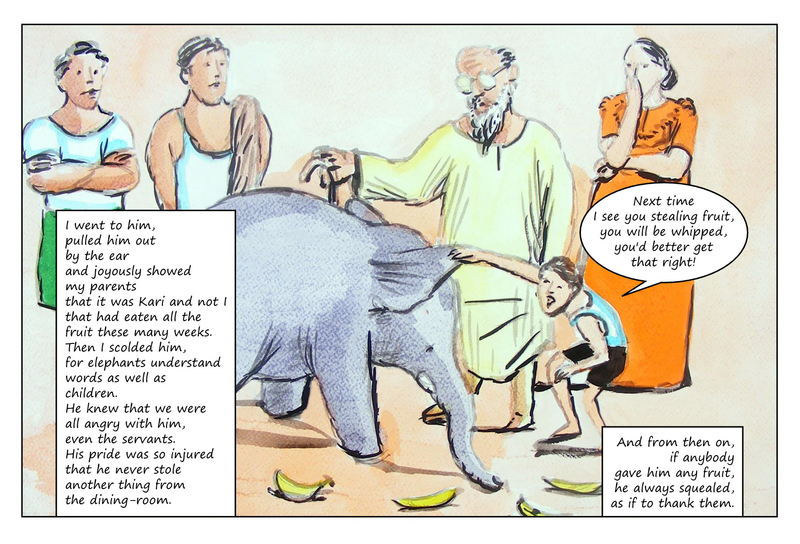 I went to him,
pulled him out
by the ear
and joyously showed
my parents
that it was Kari and not I
that had eaten all the
fruit these many weeks.
Then I scolded him,
for elephants understand
words as well as
children.
He knew that we were
all angry with him,
even the servants.
His pride was so injured
that he never stole
another thing from
the dining-room.
Next time
I see you stealing fruit,
you will be whipped,
you'd better get
that right!
And from then on,
if anybody
gave him any fruit,
he always squealed,
as if to thank them.